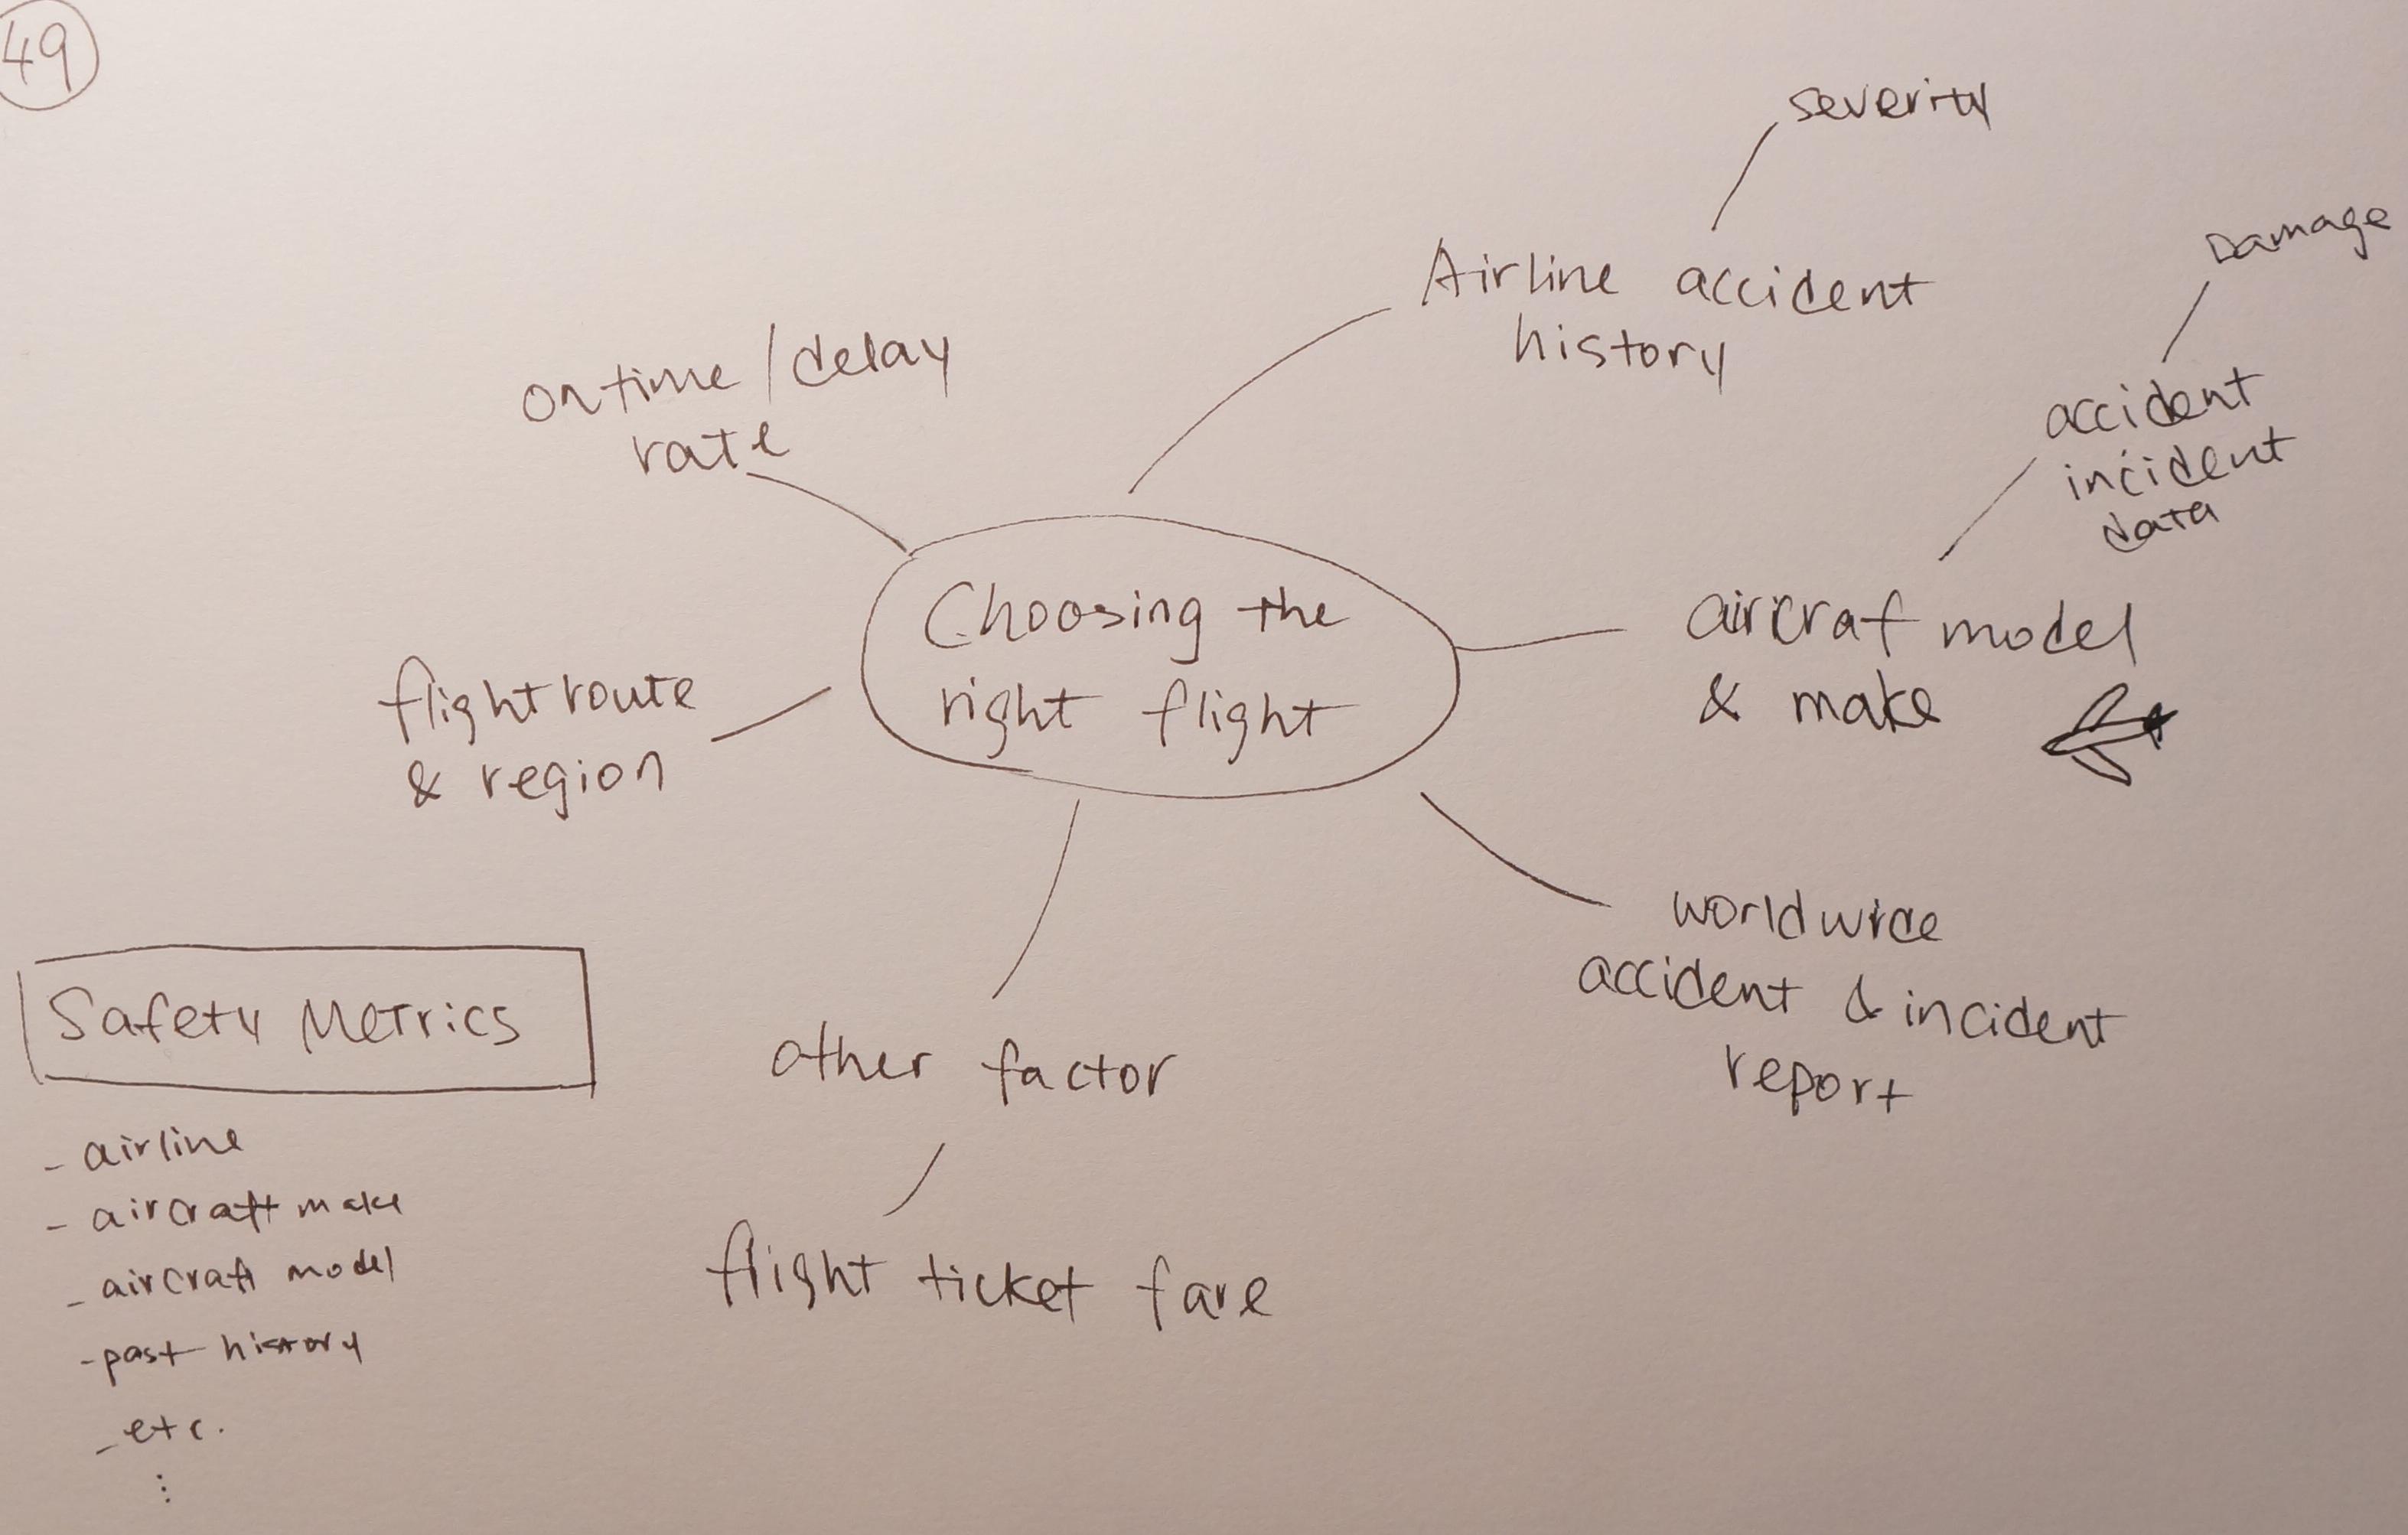 49
severity
Damage
Airline accident
history
on time/delay
rate
accident
incident
data
Choosing the
right flight
aircraf model
& make
flight route
& region
worldwide
accident & incident
report
other factor
flight ticket fare
Safety Metrics
- airline
- aircraft make
- aircraft model
- past history
- etc.
⋮